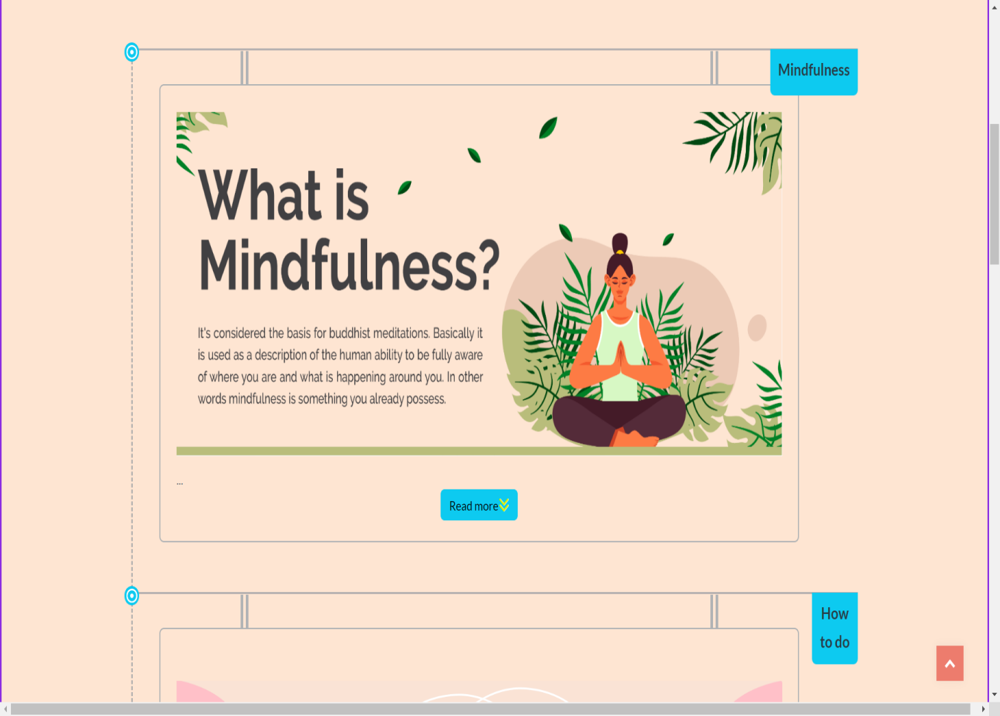 Mindfulness
What is
Mindfulness?
It's considered the basis for buddhist meditations. Basically it
is used as a description of the human ability to be fully aware
of where you are and what is happening around you. In other
words mindfulness is something you already possess.
...
Read more
How
to do